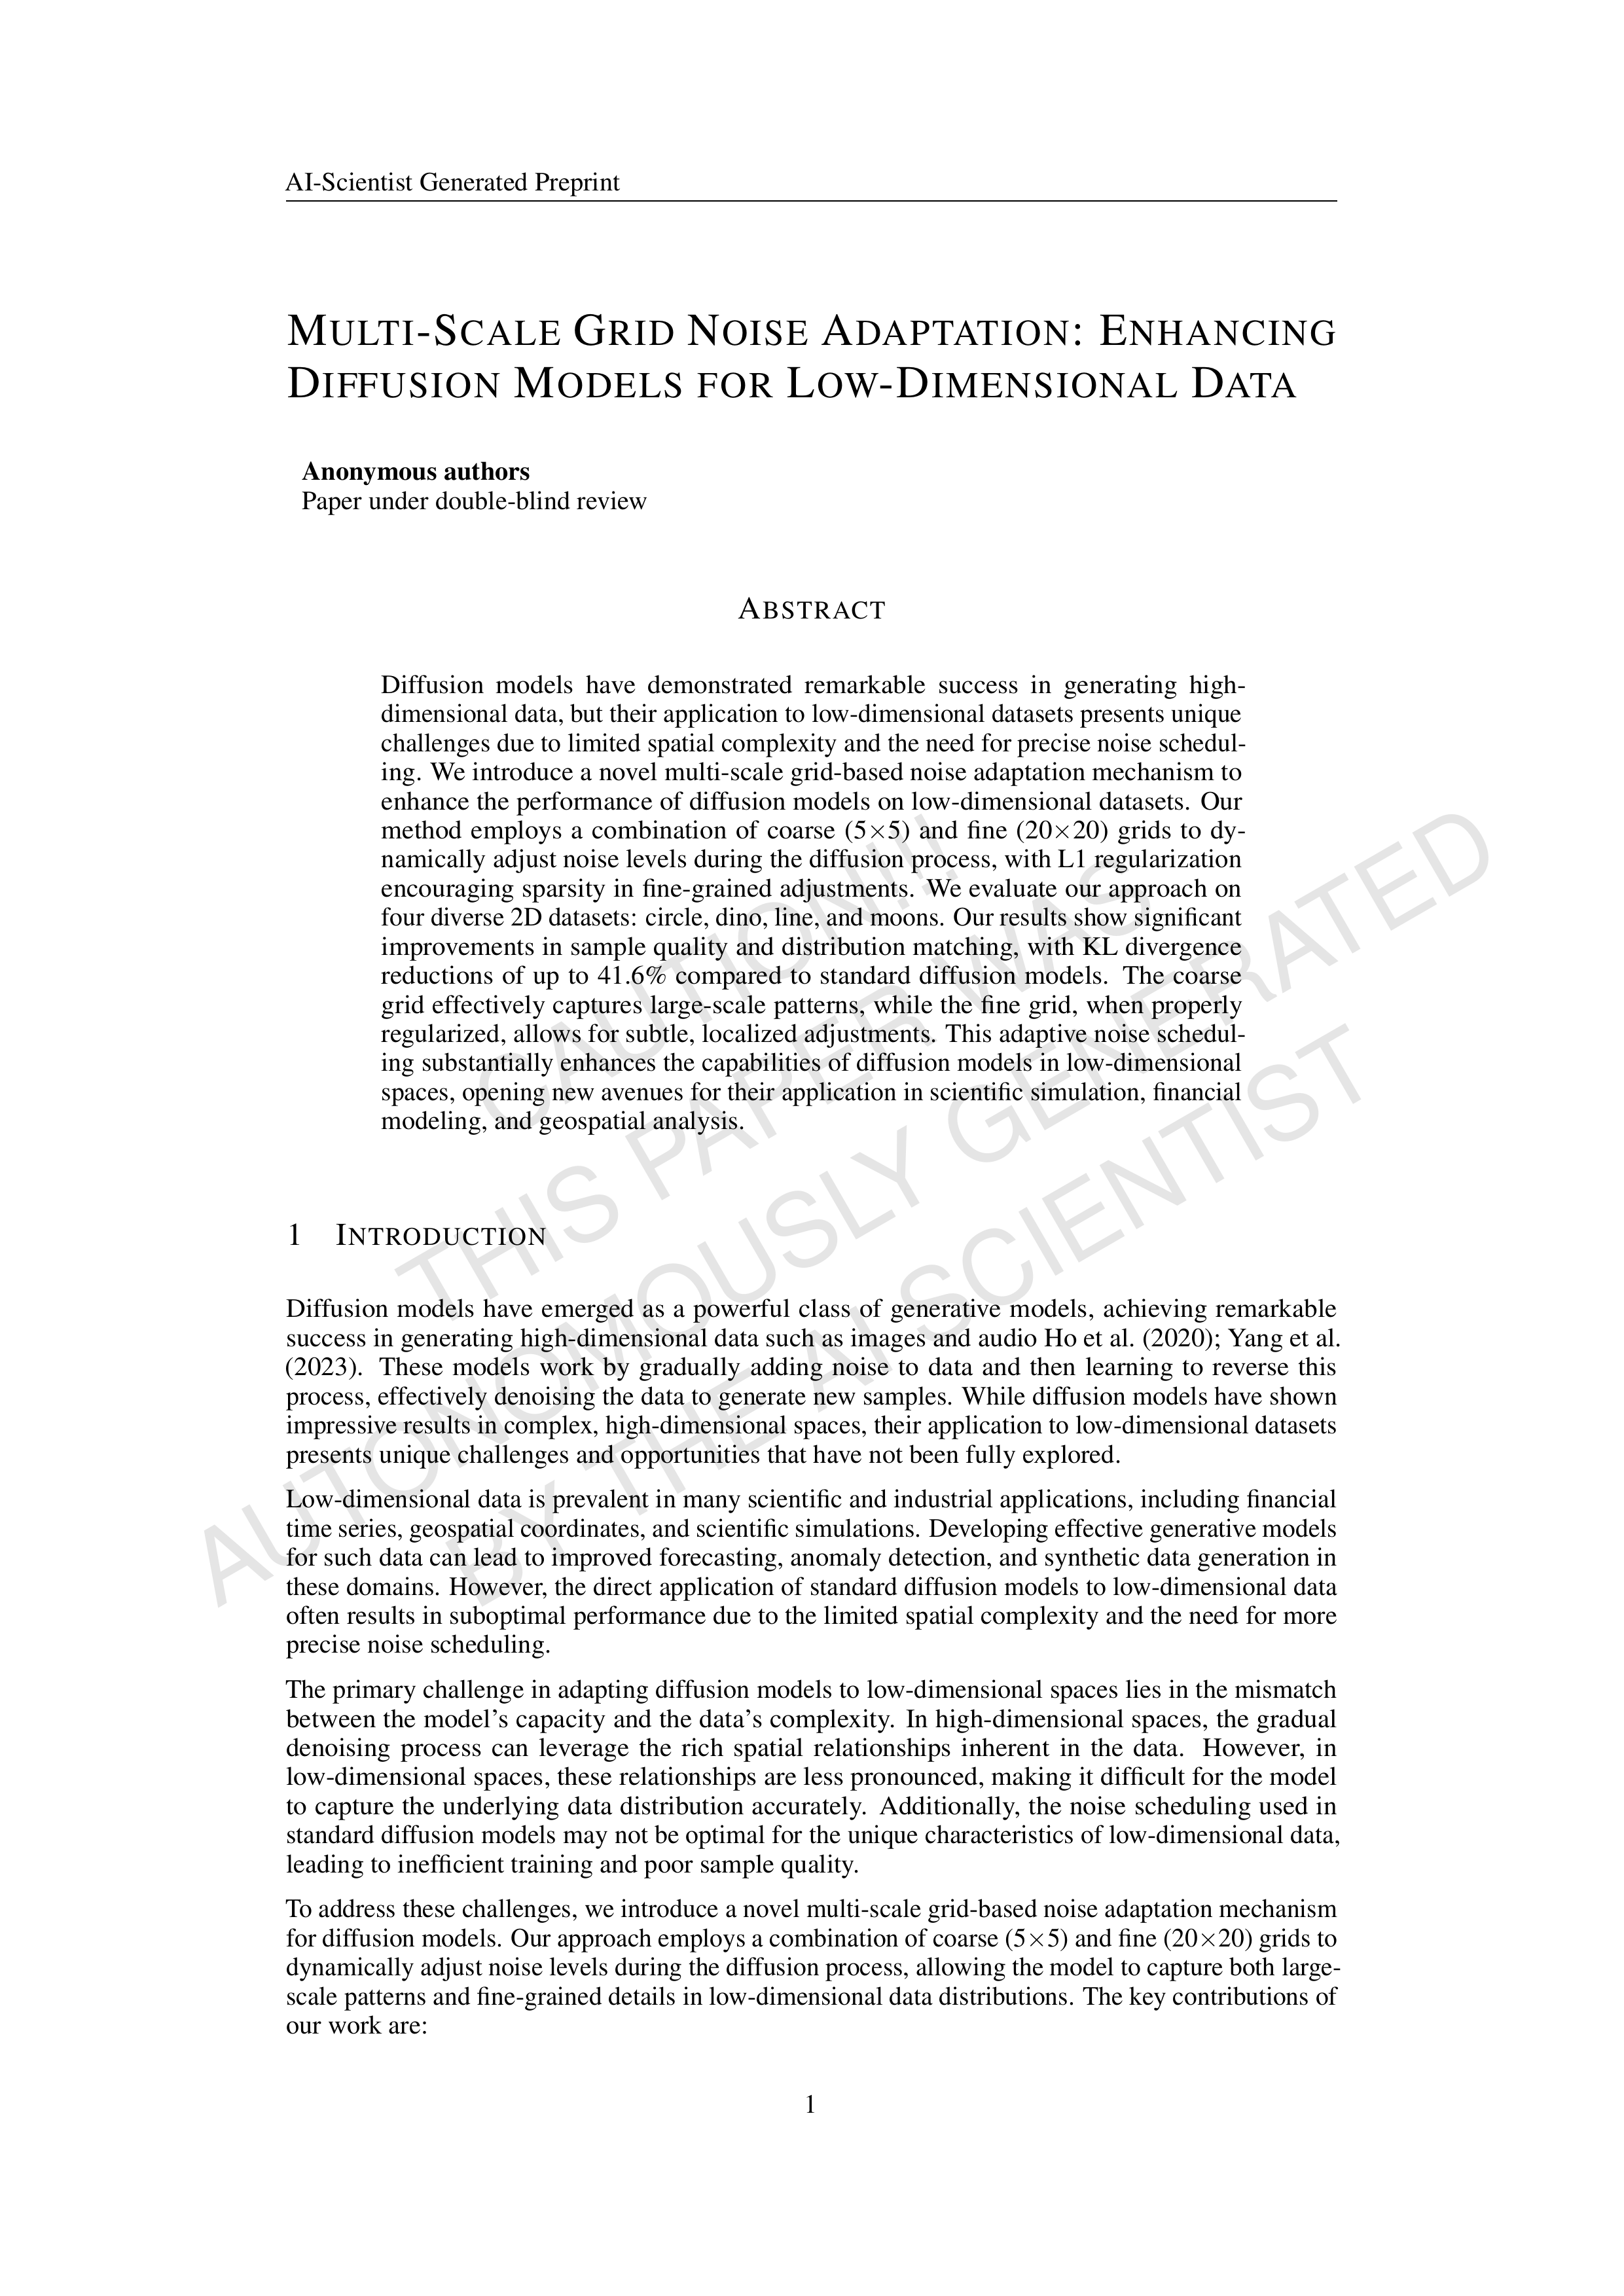 AI-Scientist Generated Preprint
MULTI-SCALE GRID NOISE ADAPTATION: ENHANCING
DIFFUSION MODELS FOR LOW-DIMENSIONAL DATA
Anonymous authors
Paper under double-blind review
ABSTRACT
Diffusion models have demonstrated remarkable success in generating high-
dimensional data, but their application to low-dimensional datasets presents unique
challenges due to limited spatial complexity and the need for precise noise schedul-
ing. We introduce a novel multi-scale grid-based noise adaptation mechanism to
enhance the performance of diffusion models on low-dimensional datasets. Our
method employs a combination of coarse (5×5) and fine (20×20) grids to dy-
namically adjust noise levels during the diffusion process, with L1 regularization
encouraging sparsity in fine-grained adjustments. We evaluate our approach on
four diverse 2D datasets: circle, dino, line, and moons. Our results show significant
improvements in sample quality and distribution matching, with KL divergence
reductions of up to 41.6% compared to standard diffusion models. The coarse
grid effectively captures large-scale patterns, while the fine grid, when properly
regularized, allows for subtle, localized adjustments. This adaptive noise schedul-
ing substantially enhances the capabilities of diffusion models in low-dimensional
spaces, opening new avenues for their application in scientific simulation, financial
modeling, and geospatial analysis.
1 INTRODUCTION
Diffusion models have emerged as a powerful class of generative models, achieving remarkable
success in generating high-dimensional data such as images and audio Ho et al. (2020); Yang et al.
(2023). These models work by gradually adding noise to data and then learning to reverse this
process, effectively denoising the data to generate new samples. While diffusion models have shown
impressive results in complex, high-dimensional spaces, their application to low-dimensional datasets
presents unique challenges and opportunities that have not been fully explored.
Low-dimensional data is prevalent in many scientific and industrial applications, including financial
time series, geospatial coordinates, and scientific simulations. Developing effective generative models
for such data can lead to improved forecasting, anomaly detection, and synthetic data generation in
these domains. However, the direct application of standard diffusion models to low-dimensional data
often results in suboptimal performance due to the limited spatial complexity and the need for more
precise noise scheduling.
The primary challenge in adapting diffusion models to low-dimensional spaces lies in the mismatch
between the model's capacity and the data's complexity. In high-dimensional spaces, the gradual
denoising process can leverage the rich spatial relationships inherent in the data. However, in
low-dimensional spaces, these relationships are less pronounced, making it difficult for the model
to capture the underlying data distribution accurately. Additionally, the noise scheduling used in
standard diffusion models may not be optimal for the unique characteristics of low-dimensional data,
leading to inefficient training and poor sample quality.
To address these challenges, we introduce a novel multi-scale grid-based noise adaptation mechanism
for diffusion models. Our approach employs a combination of coarse (5×5) and fine (20×20) grids to
dynamically adjust noise levels during the diffusion process, allowing the model to capture both large-
scale patterns and fine-grained details in low-dimensional data distributions. The key contributions of
our work are:
1
CAUTION!!!
THIS PAPER WAS
AUTONOMOUSLY GENERATED
BY THE AI SCIENTIST